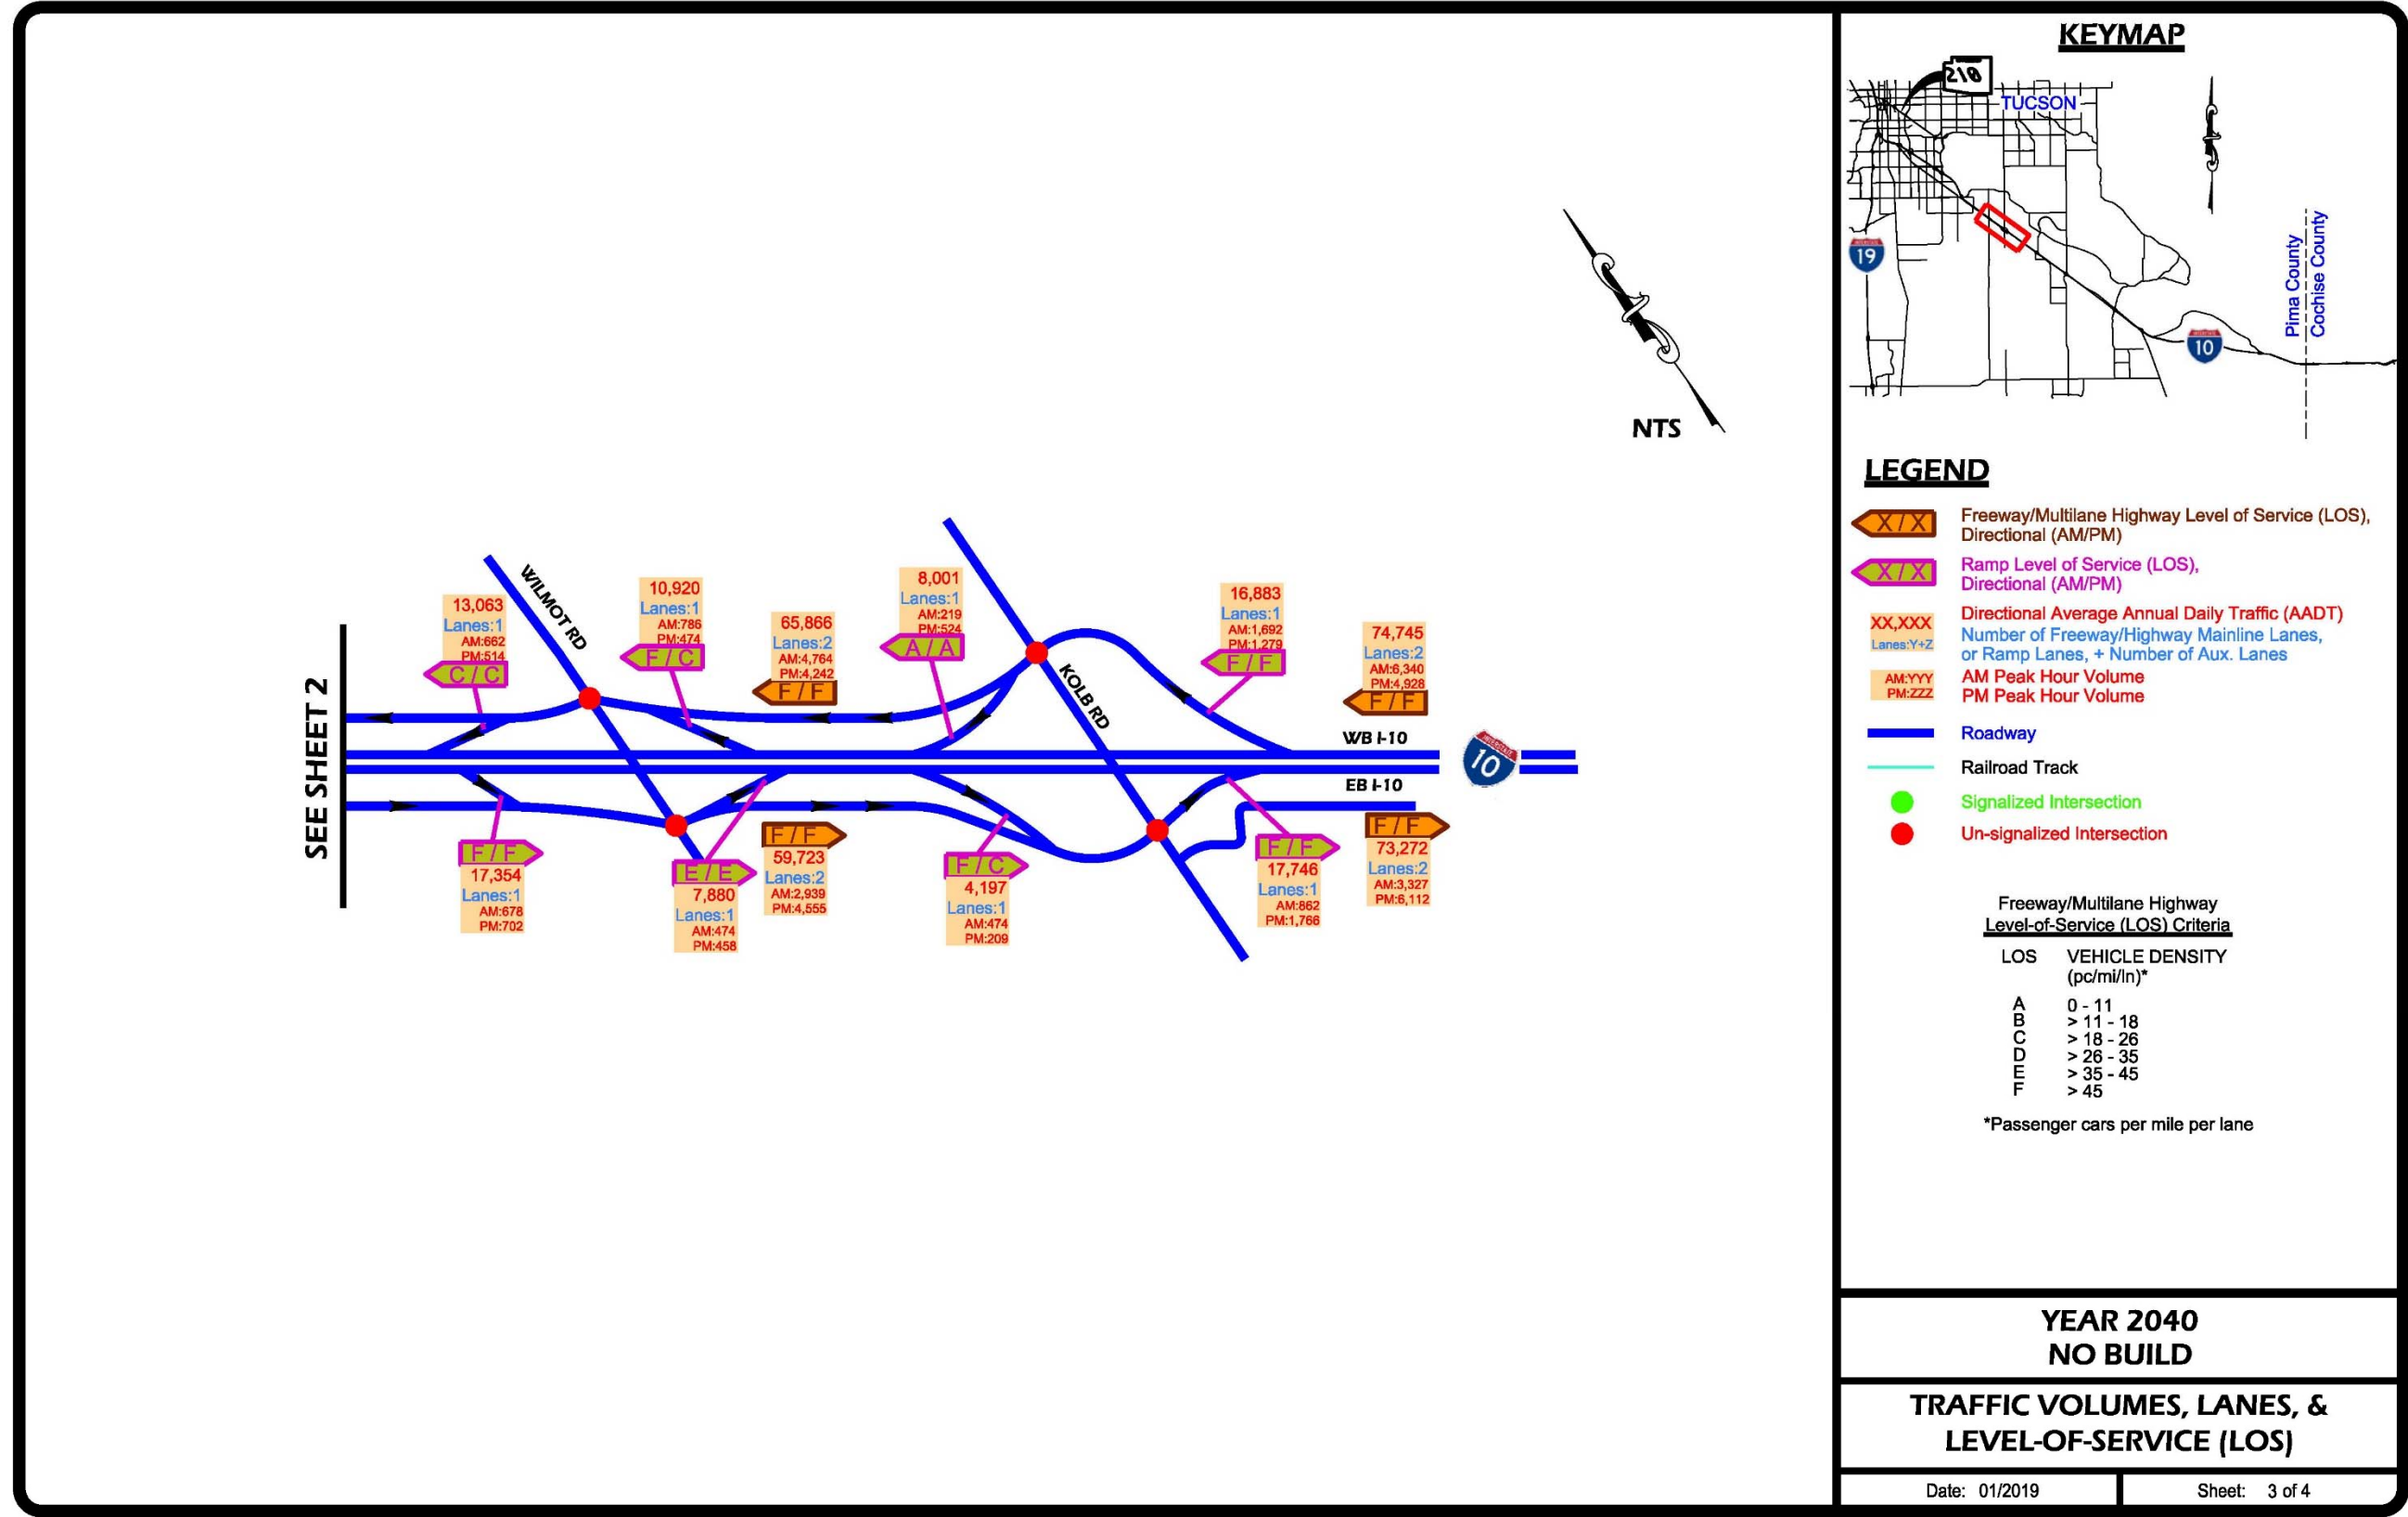 SEE SHEET 2
WILMOT RD
KOLB RD
13,063
Lanes:1
AM:662
PM:514
C / C
10,920
Lanes:1
AM:786
PM:474
F / C
65,866
Lanes:2
AM:4,764
PM:4,242
F / F
8,001
Lanes:1
AM:219
PM:524
A / A
16,883
Lanes:1
AM:1,692
PM:1,279
F / F
74,745
Lanes:2
AM:6,340
PM:4,928
F / F
WB I-10
INTERSTATE
10
EB I-10
F / F
17,354
Lanes:1
AM:678
PM:702
E / E
7,880
Lanes:1
AM:474
PM:458
F / F
59,723
Lanes:2
AM:2,939
PM:4,555
F / C
4,197
Lanes:1
AM:474
PM:209
F / F
17,746
Lanes:1
AM:862
PM:1,766
F / F
73,272
Lanes:2
AM:3,327
PM:6,112
NTS
KEYMAP
210
TUCSON
19
10
Pima County
Cochise County
LEGEND
X / X
Freeway/Multilane Highway Level of Service (LOS),
Directional (AM/PM)
X / X
Ramp Level of Service (LOS),
Directional (AM/PM)
XX,XXX
Lanes:Y+Z
Directional Average Annual Daily Traffic (AADT)
Number of Freeway/Highway Mainline Lanes,
or Ramp Lanes, + Number of Aux. Lanes
AM:YYY
PM:ZZZ
AM Peak Hour Volume
PM Peak Hour Volume
Roadway
Railroad Track
Signalized Intersection
Un-signalized Intersection
Freeway/Multilane Highway
Level-of-Service (LOS) Criteria
LOS VEHICLE DENSITY
(pc/mi/ln)*
A 0 - 11
B > 11 - 18
C > 18 - 26
D > 26 - 35
E > 35 - 45
F > 45
*Passenger cars per mile per lane
YEAR 2040
NO BUILD
TRAFFIC VOLUMES, LANES, &
LEVEL-OF-SERVICE (LOS)
Date: 01/2019
Sheet: 3 of 4